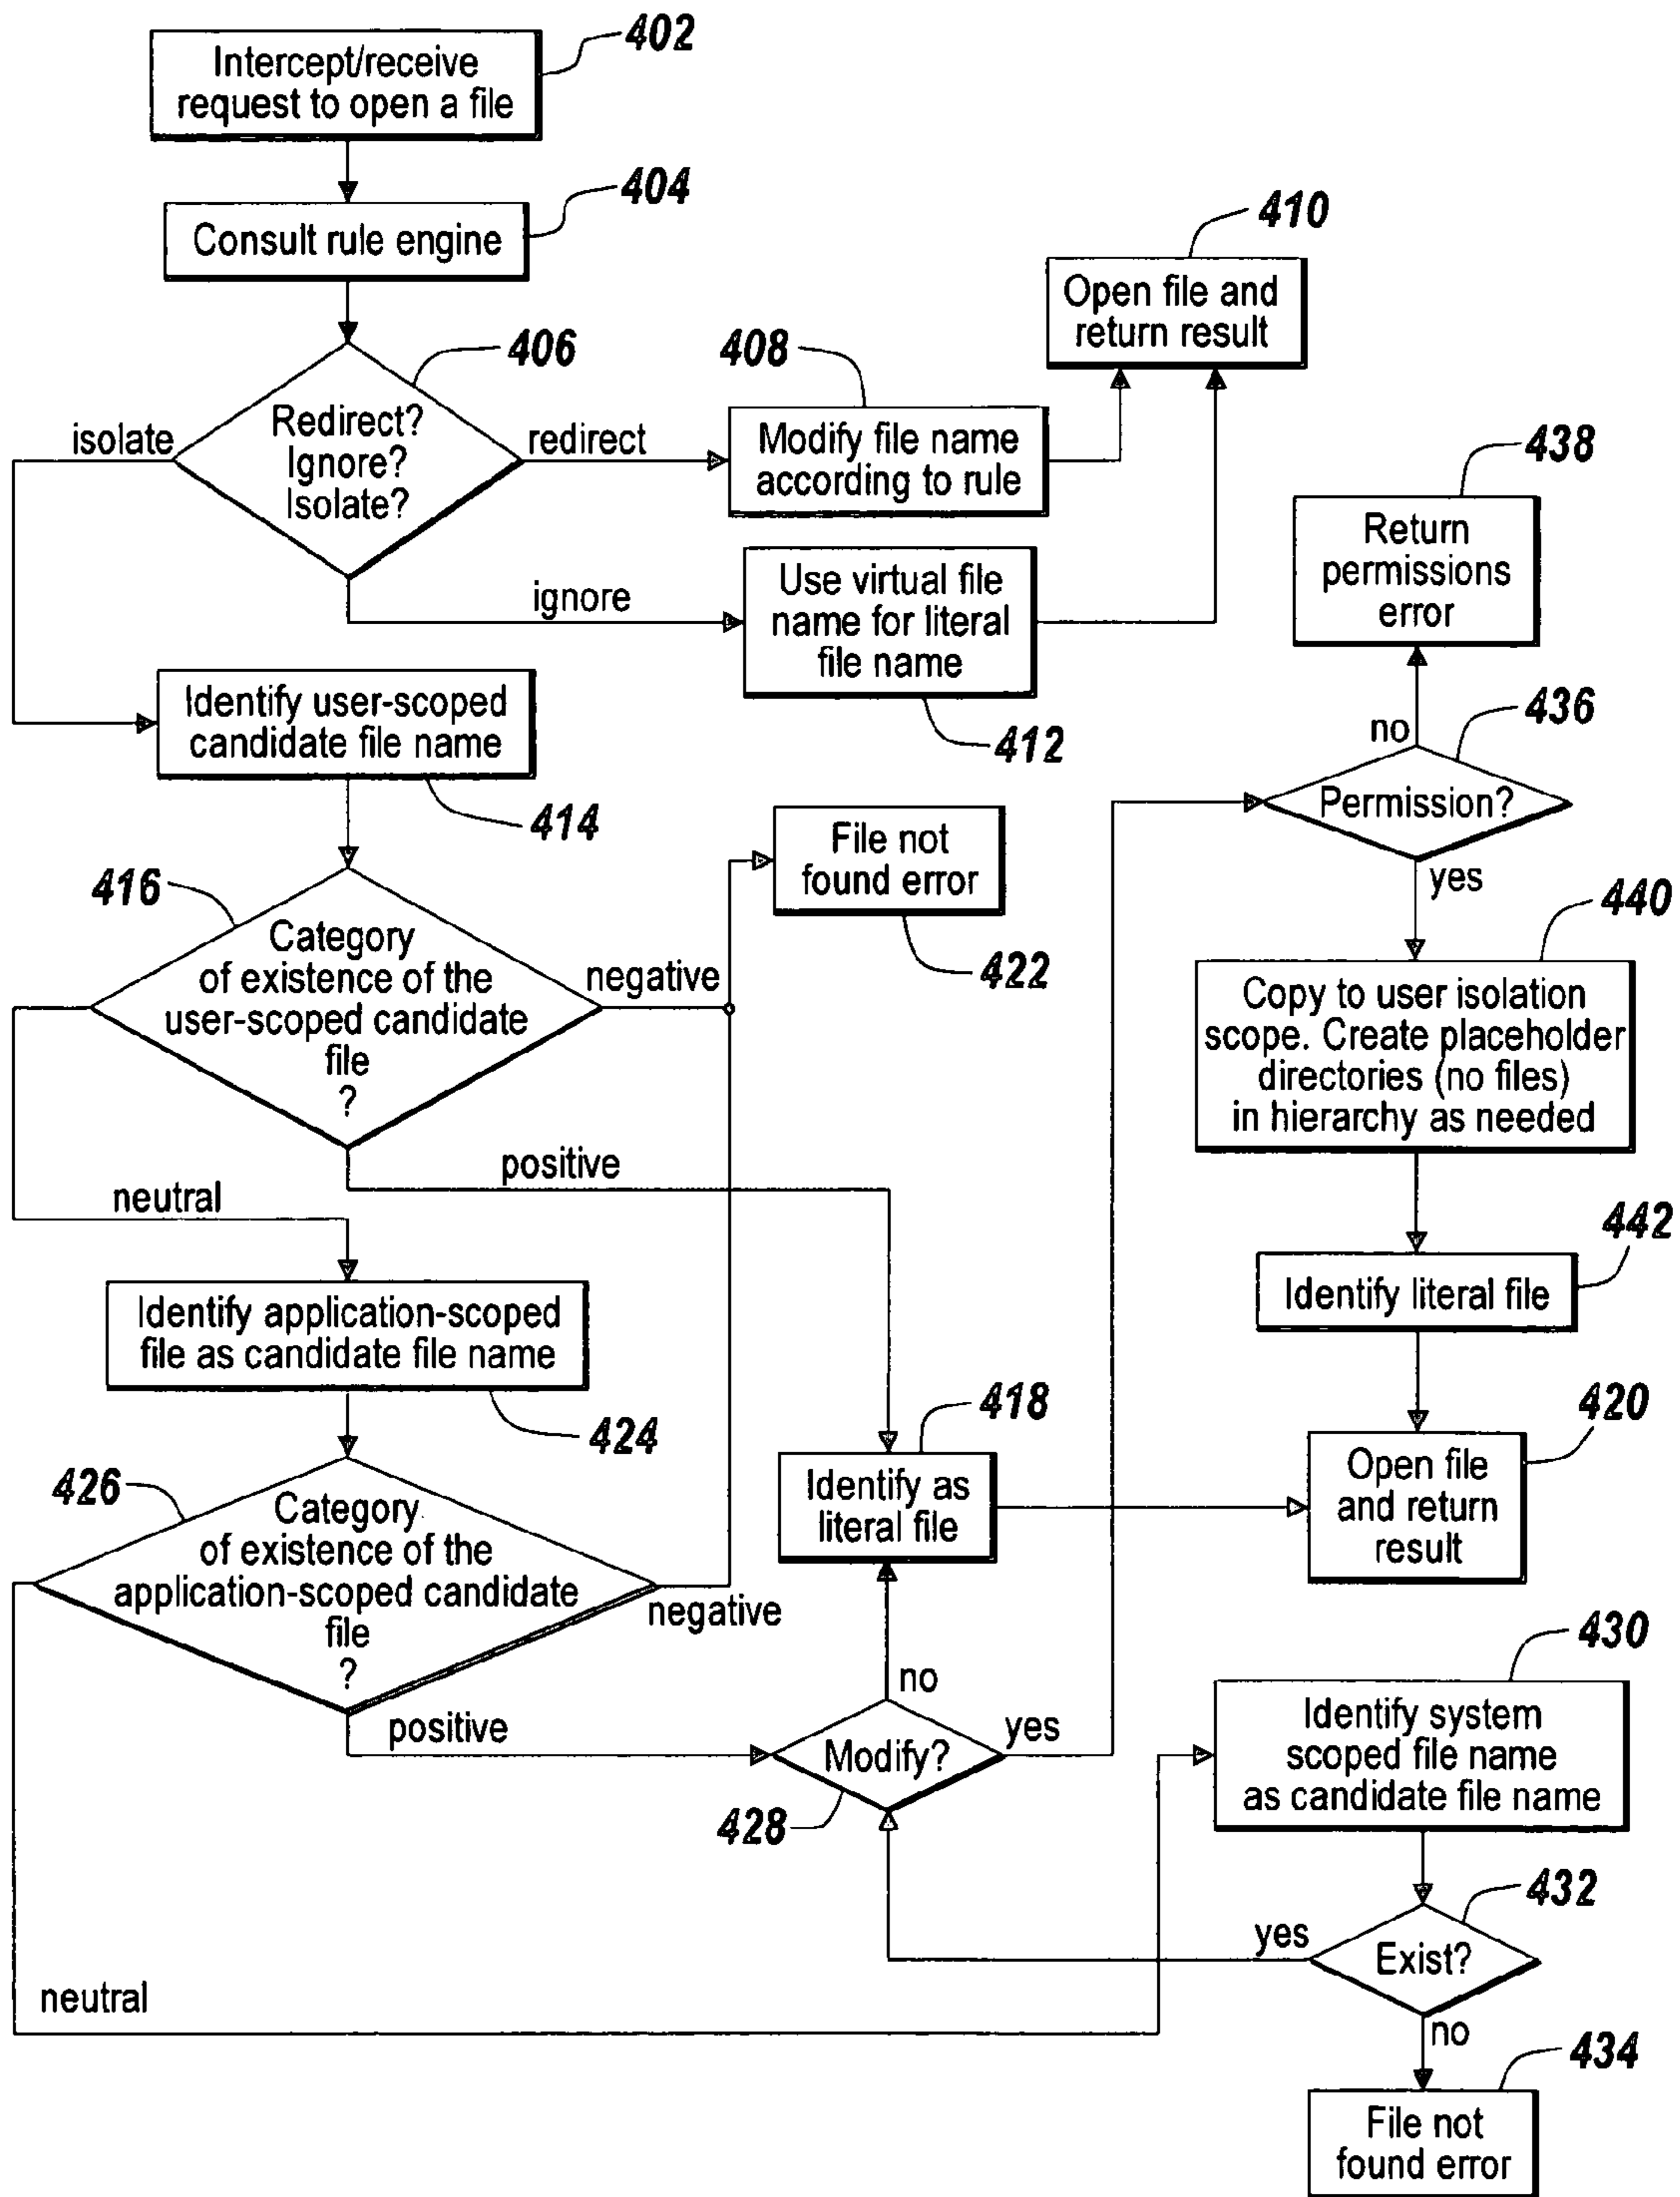 402
Intercept/receive
request to open a file
404
Consult rule engine
410
Open file and
return result
406
Redirect?
Ignore?
Isolate?
isolate
redirect
408
Modify file name
according to rule
ignore
Use virtual file
name for literal
file name
412
438
Return
permissions
error
Identify user-scoped
candidate file name
414
no
436
Permission?
yes
File not
found error
422
416
Category
of existence of the
user-scoped candidate
file
?
negative
positive
neutral
440
Copy to user isolation
scope. Create placeholder
directories (no files)
in hierarchy as needed
442
Identify literal file
Identify application-scoped
file as candidate file name
424
418
Identify as
literal file
420
Open file
and return
result
426
Category
of existence of the
application-scoped candidate
file
?
negative
positive
no
Modify?
yes
428
430
Identify system
scoped file name
as candidate file name
432
yes
Exist?
neutral
no
434
File not
found error